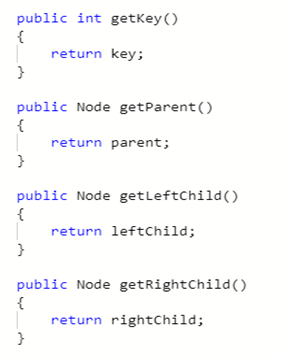 public int getKey()
{
    return key;
}
public Node getParent()
{
    return parent;
}
public Node getLeftChild()
{
    return leftChild;
}
public Node getRightChild()
{
    return rightChild;
}